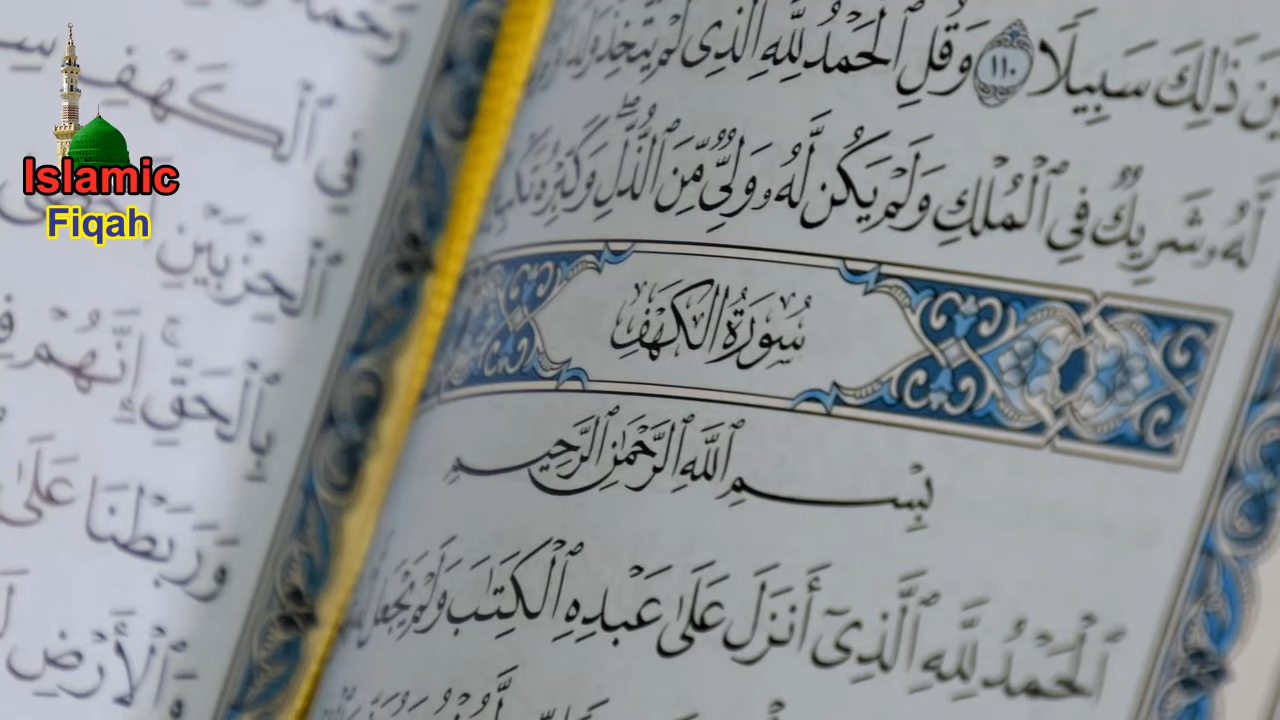 Islamic
Fiqah
ذَٰلِكَ سَبِيلًا ١١٠ وَقُلِ ٱلْحَمْدُ لِلَّهِ ٱلَّذِى لَمْ يَتَّخِذْ
لَهُۥ شَرِيكٌ فِى ٱلْمُلْكِ وَلَمْ يَكُن لَّهُۥ وَلِىٌّ مِّنَ ٱلذُّلِّ ۖ وَكَبِّرْهُ
سُورَةُ الكَهْفِ
بِسْمِ ٱللَّهِ ٱلرَّحْمَٰنِ ٱلرَّحِيمِ
ٱلْحَمْدُ لِلَّهِ ٱلَّذِىٓ أَنزَلَ عَلَىٰ عَبْدِهِ ٱلْكِتَٰبَ وَلَمْ يَجْعَل
فِى ٱلْكَهْفِ
ٱلْحِزْبَيْنِ
بِٱلْحَقِّ ۚ إِنَّهُمْ
وَرَبَطْنَا عَلَىٰ
وَٱلْأَرْضِ